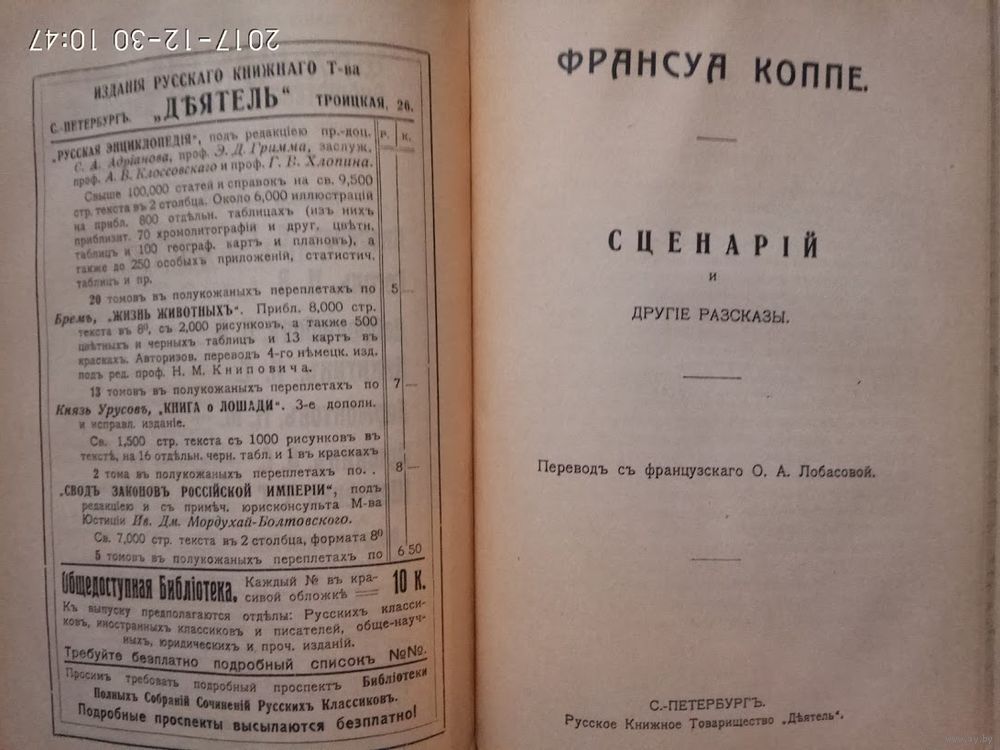 2017-12-30 10:47
ИЗДАНІЯ РУССКАГО КНИЖНАГО Т-ва
С.-ПЕТЕРБУРГЪ. „ДѢЯТЕЛЬ“ ТРОИЦКАЯ, 26.
Р. К.
„РУССКАЯ ЭНЦИКЛОПЕДІЯ“, подъ редакціею пр.-доц.
С. А. Адріанова, проф. Э. Д. Гримма, заслуж.
проф. А. В. Клоссовскаго и проф. Г. В. Хлопина.
Свыше 100,000 статей и справокъ на св. 9,500
стр. текста въ 2 столбца. Около 6,000 иллюстрацій
на прибл. 800 отдѣльн. таблицахъ (изъ нихъ
приблизит. 70 хромолитографій и друг. цвѣтн.
таблицъ и 100 географ. картъ и плановъ), а
также до 250 особыхъ приложеній, статистич.
таблицъ и пр.
20 томовъ въ полукожаныхъ переплетахъ по 5 —
Бремъ, „ЖИЗНЬ ЖИВОТНЫХЪ“. Прибл. 8,000 стр.
текста въ 8⁰, съ 2,000 рисунковъ, а также 500
цвѣтныхъ и черныхъ таблицъ и 13 картъ въ
краскахъ. Авторизов. переводъ 4-го нѣмецк. изд.
подъ ред. проф. Н. М. Книповича.
13 томовъ въ полукожаныхъ переплетахъ по 7 —
Князь Урусовъ, „КНИГА о ЛОШАДИ“. 3-е дополн.
и исправл. изданіе.
Св. 1,500 стр. текста съ 1000 рисунковъ въ
текстѣ, на 16 отдѣльн. черн. табл. и 1 въ краскахъ
2 тома въ полукожаныхъ переплетахъ по. . 8 —
„СВОДЪ ЗАКОНОВЪ РОССІЙСКОЙ ИМПЕРІИ“, подъ
редакціею и съ примѣч. юрисконсульта М-ва
Юстиціи Ив. Дм. Мордухай-Болтовского.
Св. 7,000 стр. текста въ 2 столбца, формата 8⁰
5 томовъ въ полукожаныхъ переплетахъ по 6 50
Общедоступная Библіотека. Каждый № въ кра-
сивой обложкѣ 10 К.
Къ выпуску предполагаются отдѣлы: Русскихъ класси-
ковъ, иностранныхъ классиковъ и писателей, обще-науч-
ныхъ, юридическихъ и проч. изданій.
Требуйте безплатно подробный списокъ №№.
Просимъ требовать подробный проспектъ Библіотеки
Полныхъ Собраній Сочиненій Русскихъ Классиковъ.
Подробные проспекты высылаются безплатно!
ФРАНСУА КОППЕ.
СЦЕНАРІЙ
И
ДРУГІЕ РАЗСКАЗЫ.
Переводъ съ французскаго О. А. Лобасовой.
С.-ПЕТЕРБУРГЪ.
Русское Книжное Товарищество „Дѣятель“.
www.ay.by